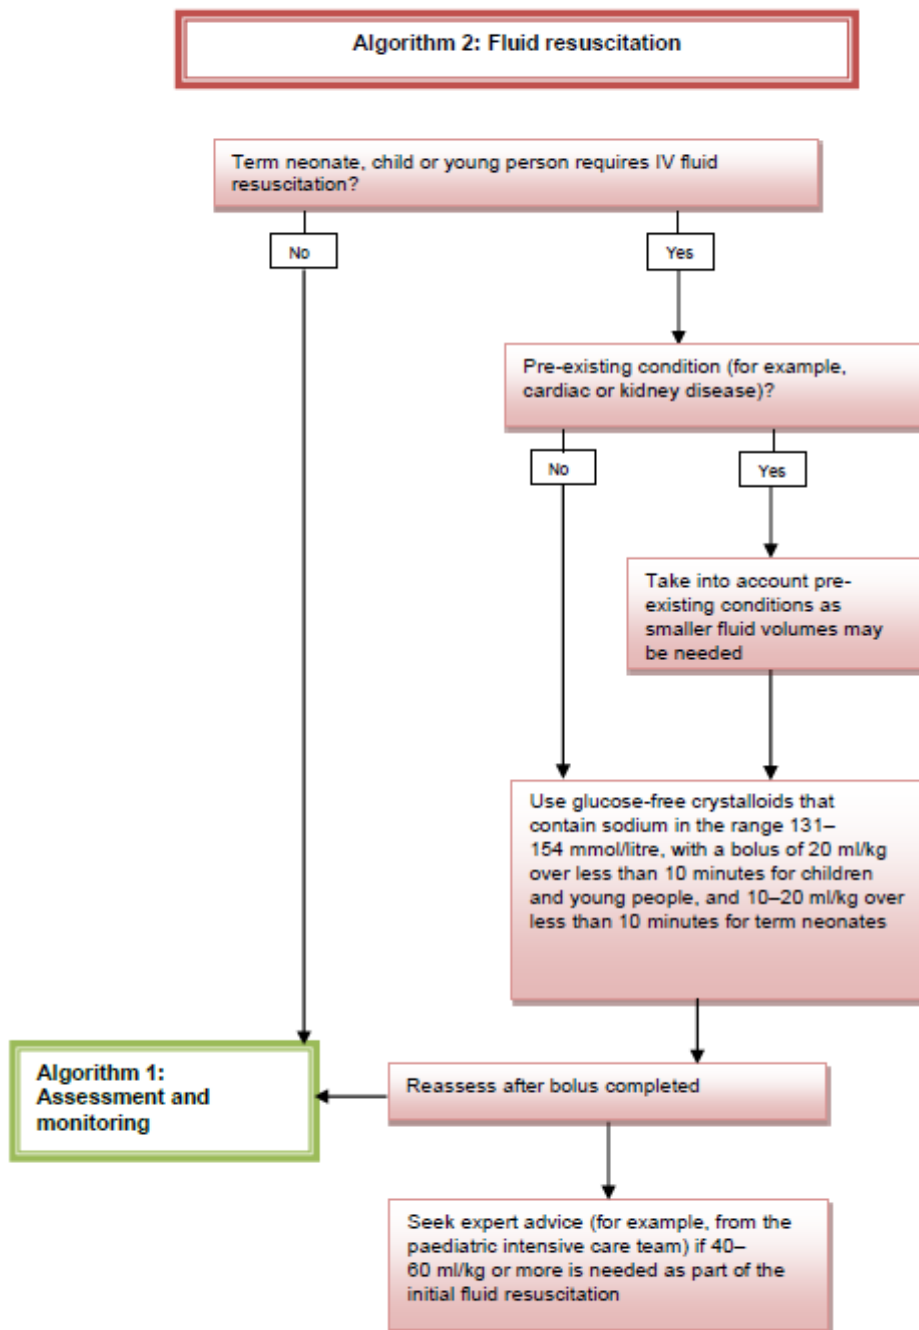 Algorithm 2: Fluid resuscitation
Term neonate, child or young person requires IV fluid
resuscitation?
No
Yes
Pre-existing condition (for example,
cardiac or kidney disease)?
No
Yes
Take into account pre-
existing conditions as
smaller fluid volumes may
be needed
Use glucose-free crystalloids that
contain sodium in the range 131–
154 mmol/litre, with a bolus of 20 ml/kg
over less than 10 minutes for children
and young people, and 10–20 ml/kg over
less than 10 minutes for term neonates
Algorithm 1:
Assessment and
monitoring
Reassess after bolus completed
Seek expert advice (for example, from the
paediatric intensive care team) if 40–
60 ml/kg or more is needed as part of the
initial fluid resuscitation